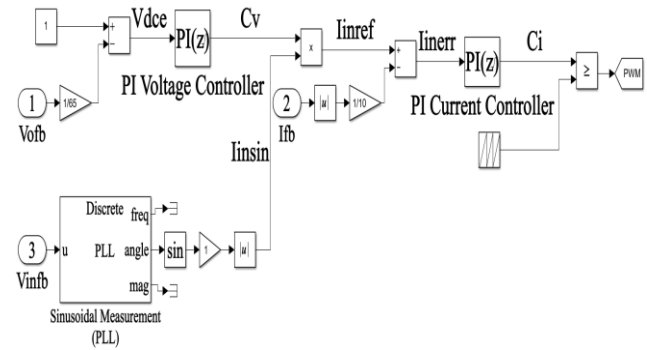 1
+
−
Vdce
PI(z)
Cv
PI Voltage Controller
1
Vofb
1/65
x
Iinref
+
−
Iinerr
PI(z)
Ci
PI Current Controller
≥
PWM
2
Ifb
|u|
1/10
Iinsin
3
Vinfb
Discrete
freq
u
PLL
angle
mag
sin
1
|u|
Sinusoidal Measurement
(PLL)